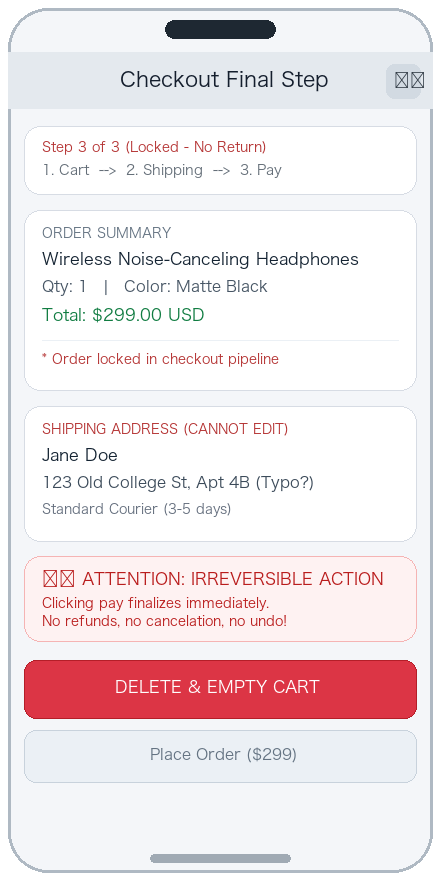 Checkout Final Step
Step 3 of 3 (Locked - No Return)
1. Cart --> 2. Shipping --> 3. Pay
ORDER SUMMARY
Wireless Noise-Canceling Headphones
Qty: 1 | Color: Matte Black
Total: $299.00 USD
* Order locked in checkout pipeline
SHIPPING ADDRESS (CANNOT EDIT)
Jane Doe
123 Old College St, Apt 4B (Typo?)
Standard Courier (3-5 days)
ATTENTION: IRREVERSIBLE ACTION
Clicking pay finalizes immediately.
No refunds, no cancelation, no undo!
DELETE & EMPTY CART
Place Order ($299)